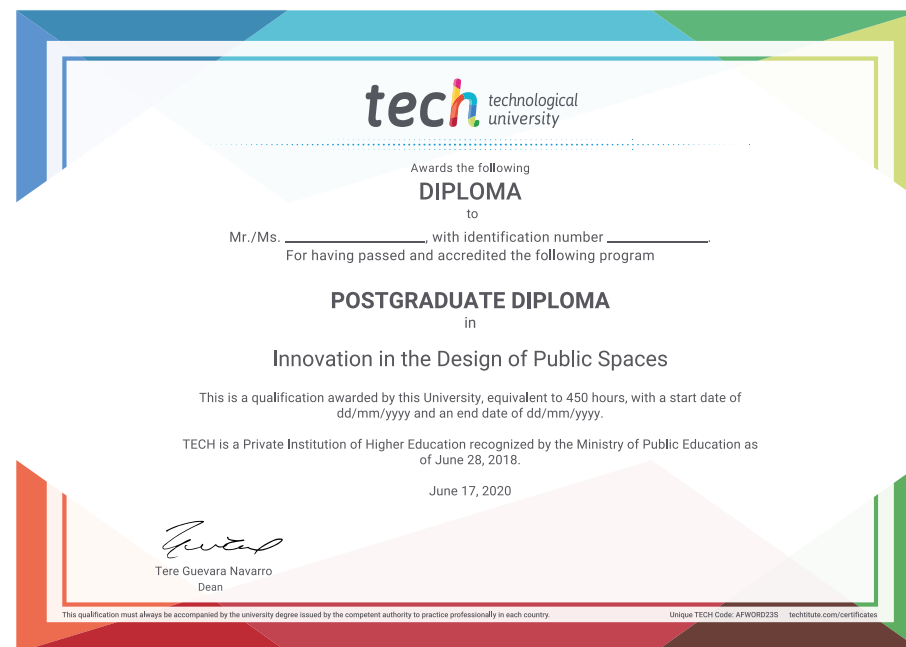 tech technological
university
Awards the following
DIPLOMA
to
Mr./Ms. ____________________, with identification number ______________.
For having passed and accredited the following program
POSTGRADUATE DIPLOMA
in
Innovation in the Design of Public Spaces
This is a qualification awarded by this University, equivalent to 450 hours, with a start date of
dd/mm/yyyy and an end date of dd/mm/yyyy.
TECH is a Private Institution of Higher Education recognized by the Ministry of Public Education as
of June 28, 2018.
June 17, 2020
Tere Guevara Navarro
Dean
This qualification must always be accompanied by the university degree issued by the competent authority to practice professionally in each country.
Unique TECH Code: AFWORD23S techtitute.com/certificates